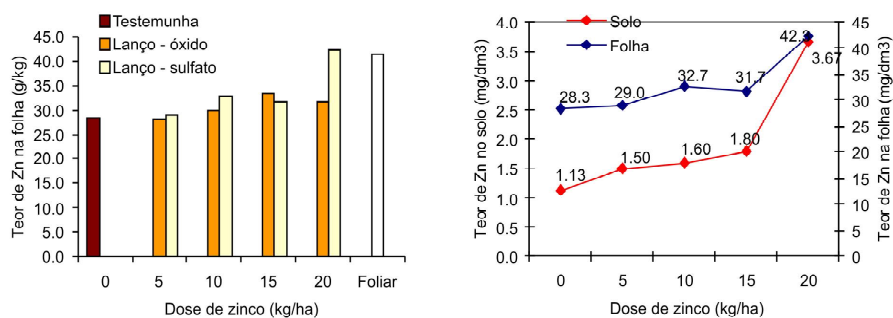 Testemunha
Lanço - óxido
Lanço - sulfato
Teor de Zn na folha (g/kg)
45.0
40.0
35.0
30.0
25.0
20.0
15.0
10.0
5.0
0.0
0 5 10 15 20 Foliar
Dose de zinco (kg/ha)
Solo
Folha
Teor de Zn no solo (mg/dm3)
4.0
3.5
3.0
2.5
2.0
1.5
1.0
0.5
0.0
28.3 29.0 32.7 31.7
1.13 1.50 1.60 1.80 3.67
45
40
35
30
25
20
15
10
5
0
Teor de Zn na folha (mg/dm3)
0 5 10 15 20
Dose de zinco (kg/ha)